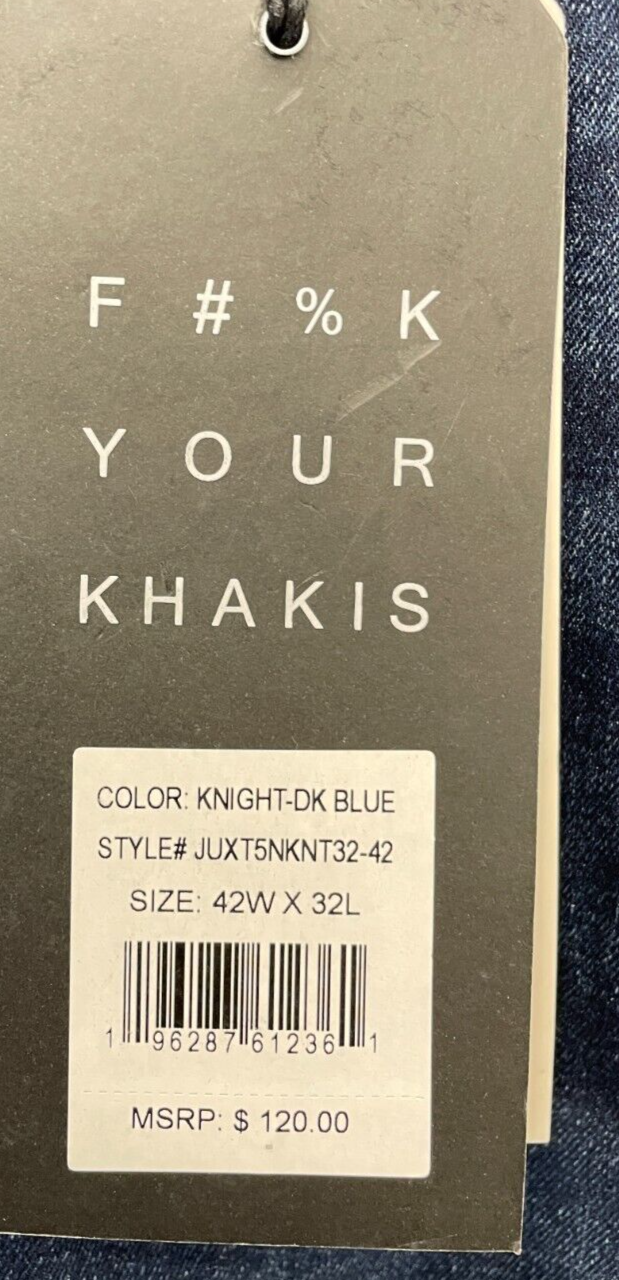 F # % K
YOUR
KHAKIS
COLOR: KNIGHT-DK BLUE
STYLE# JUXT5NKNT32-42
SIZE: 42W X 32L
1 96287 61236 1
MSRP: $ 120.00